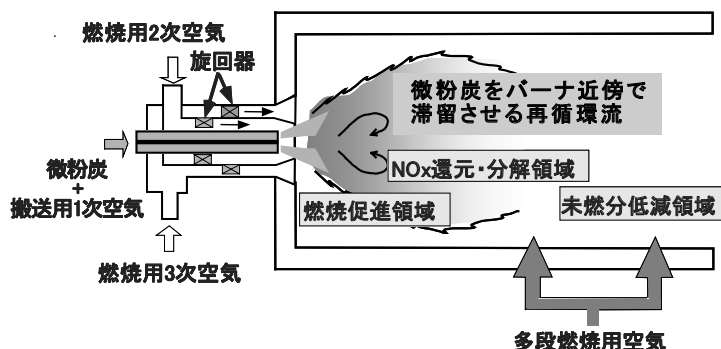 燃焼用2次空気
旋回器
微粉炭をバーナ近傍で
滞留させる再循環流
微粉炭
+
搬送用1次空気
NOx還元・分解領域
燃焼促進領域
未燃分低減領域
燃焼用3次空気
多段燃焼用空気